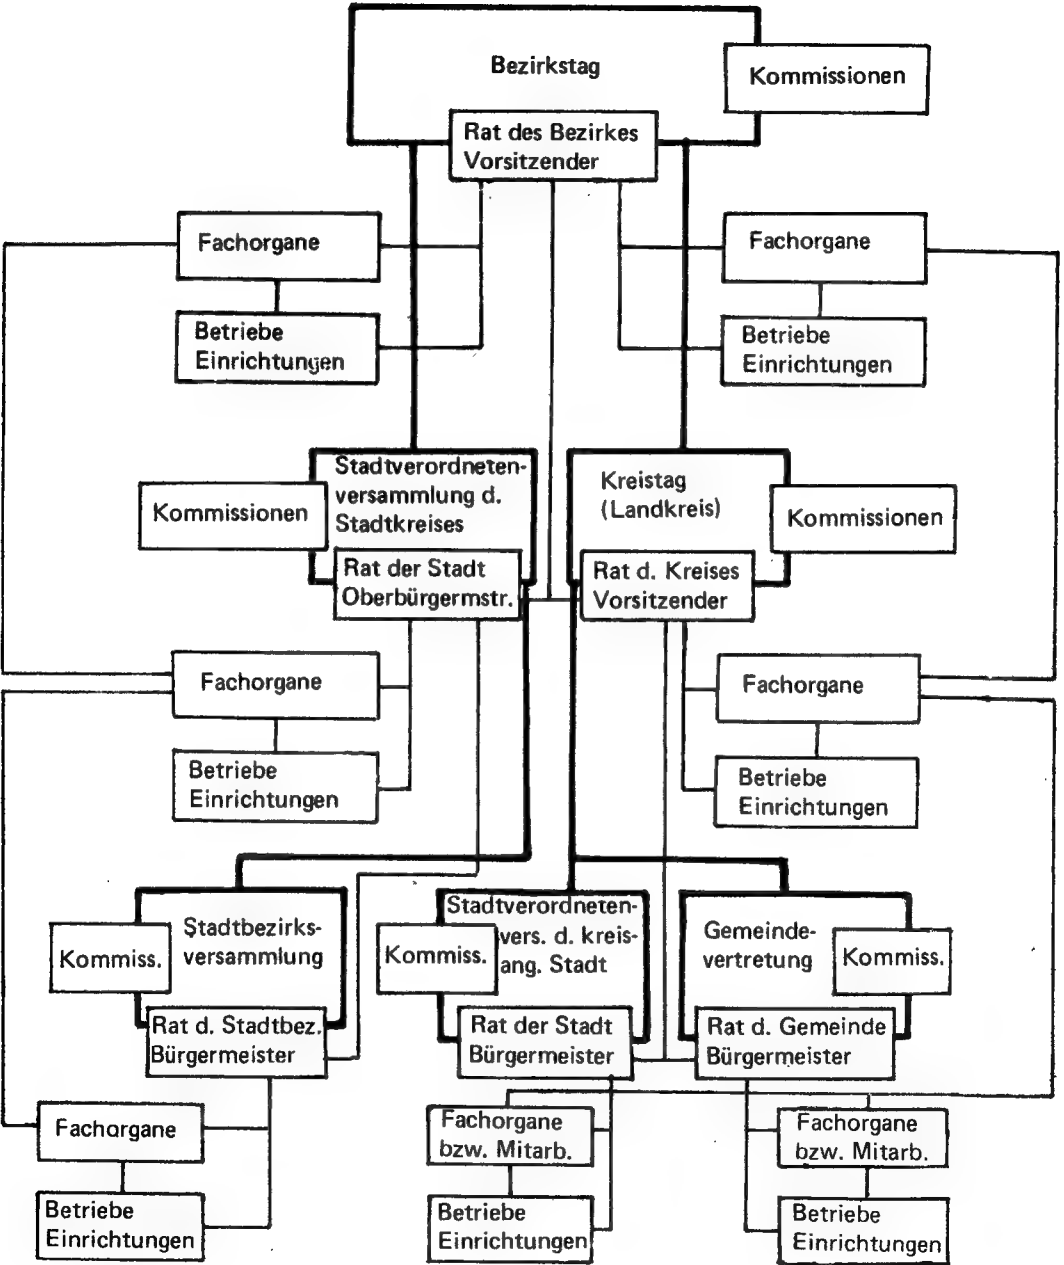 Bezirkstag
Kommissionen
Rat des Bezirkes
Vorsitzender
Fachorgane
Betriebe
Einrichtungen
Fachorgane
Betriebe
Einrichtungen
Stadtverordneten-
versammlung d.
Stadtkreises
Kommissionen
Rat der Stadt
Oberbürgermstr.
Kreistag
(Landkreis)
Kommissionen
Rat d. Kreises
Vorsitzender
Fachorgane
Betriebe
Einrichtungen
Fachorgane
Betriebe
Einrichtungen
Stadtbezirks-
versammlung
Kommiss.
Rat d. Stadtbez.
Bürgermeister
Stadtverordneten-
vers. d. kreis-
ang. Stadt
Kommiss.
Rat der Stadt
Bürgermeister
Gemeinde-
vertretung
Kommiss.
Rat d. Gemeinde
Bürgermeister
Fachorgane
Betriebe
Einrichtungen
Fachorgane
bzw. Mitarb.
Betriebe
Einrichtungen
Fachorgane
bzw. Mitarb.
Betriebe
Einrichtungen